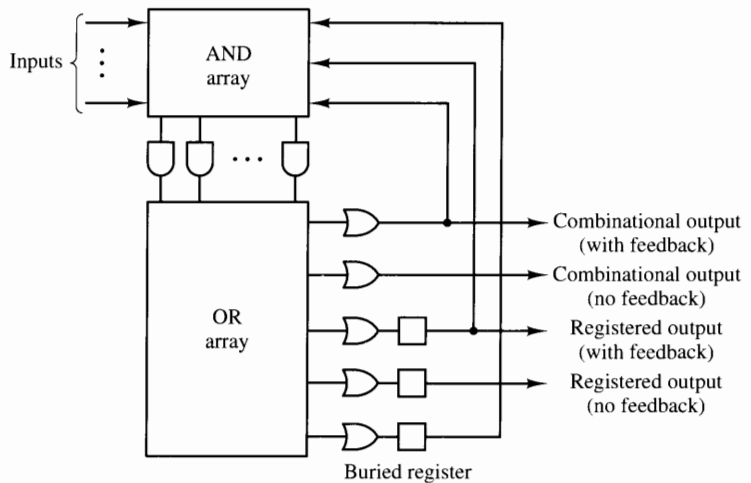 AND
array
Inputs
OR
array
Combinational output
(with feedback)
Combinational output
(no feedback)
Registered output
(with feedback)
Registered output
(no feedback)
Buried register